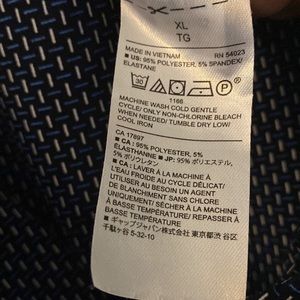 XL
TG
MADE IN VIETNAM RN 54023
■ US: 95% POLYESTER, 5% SPANDEX/
ELASTANE
30
1166
MACHINE WASH COLD GENTLE
CYCLE/ ONLY NON-CHLORINE BLEACH
WHEN NEEDED/ TUMBLE DRY LOW/
COOL IRON
CA 17897
■ CA : 95% POLYESTER, 5%
ÉLASTHANNE ■ JP: 95% ポリエステル,
5% ポリウレタン
■ CA : LAVER À LA MACHINE À
L'EAU FROIDE AU CYCLE DÉLICAT/
AU BESOIN N'UTILISER UN AGENT
DE BLANCHIMENT SANS CHLORE
UNIQUEMENT/ SÉCHER À LA MACHINE À
BASSE TEMPÉRATURE/ REPASSER À
BASSE TEMPÉRATURE
■ ギャップジャパン株式会社 東京都渋谷区
千駄ヶ谷 5-32-10